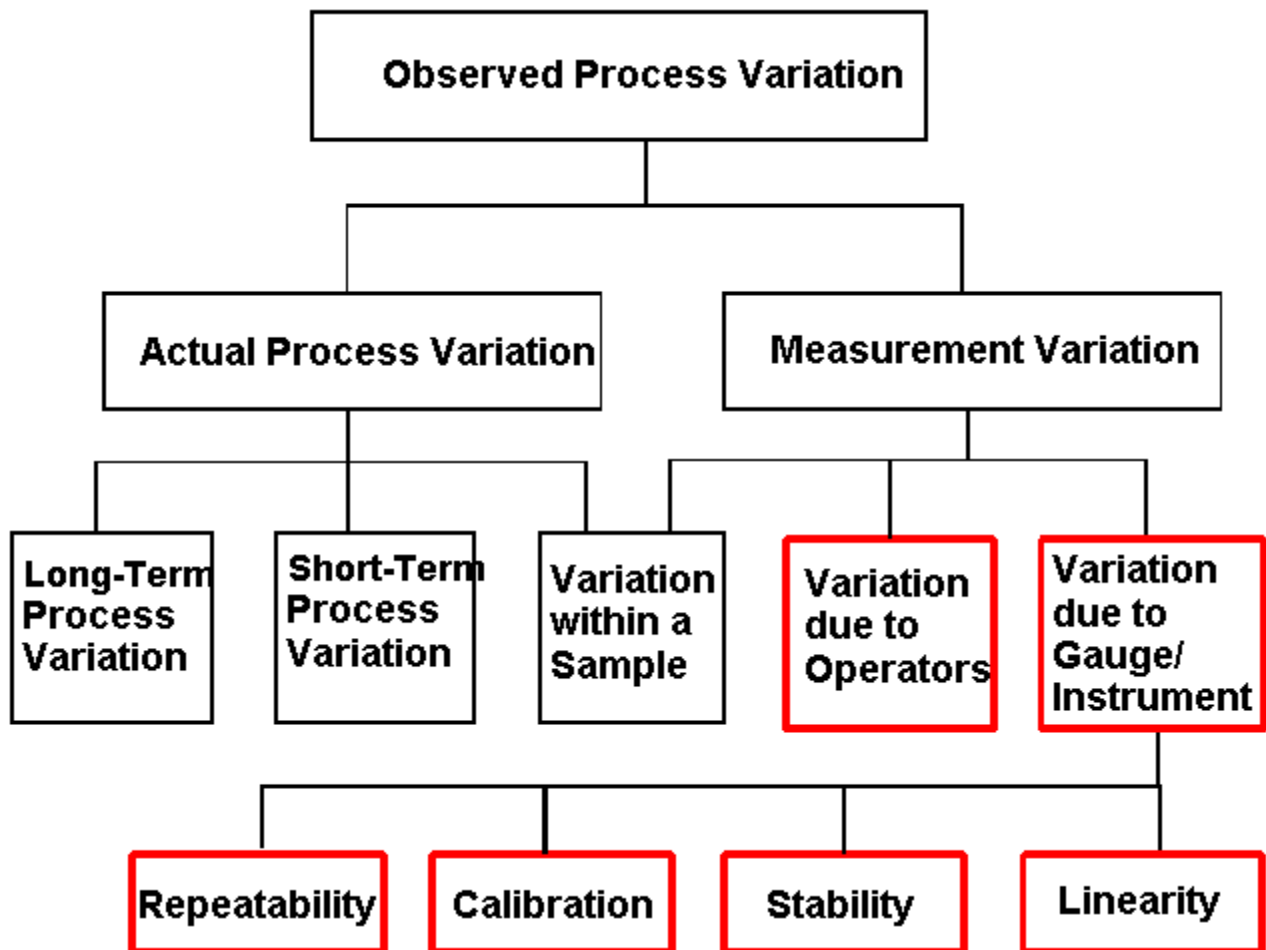 Observed Process Variation
Actual Process Variation
Measurement Variation
Long-Term
Process
Variation
Short-Term
Process
Variation
Variation
within a
Sample
Variation
due to
Operators
Variation
due to
Gauge/
Instrument
Repeatability
Calibration
Stability
Linearity